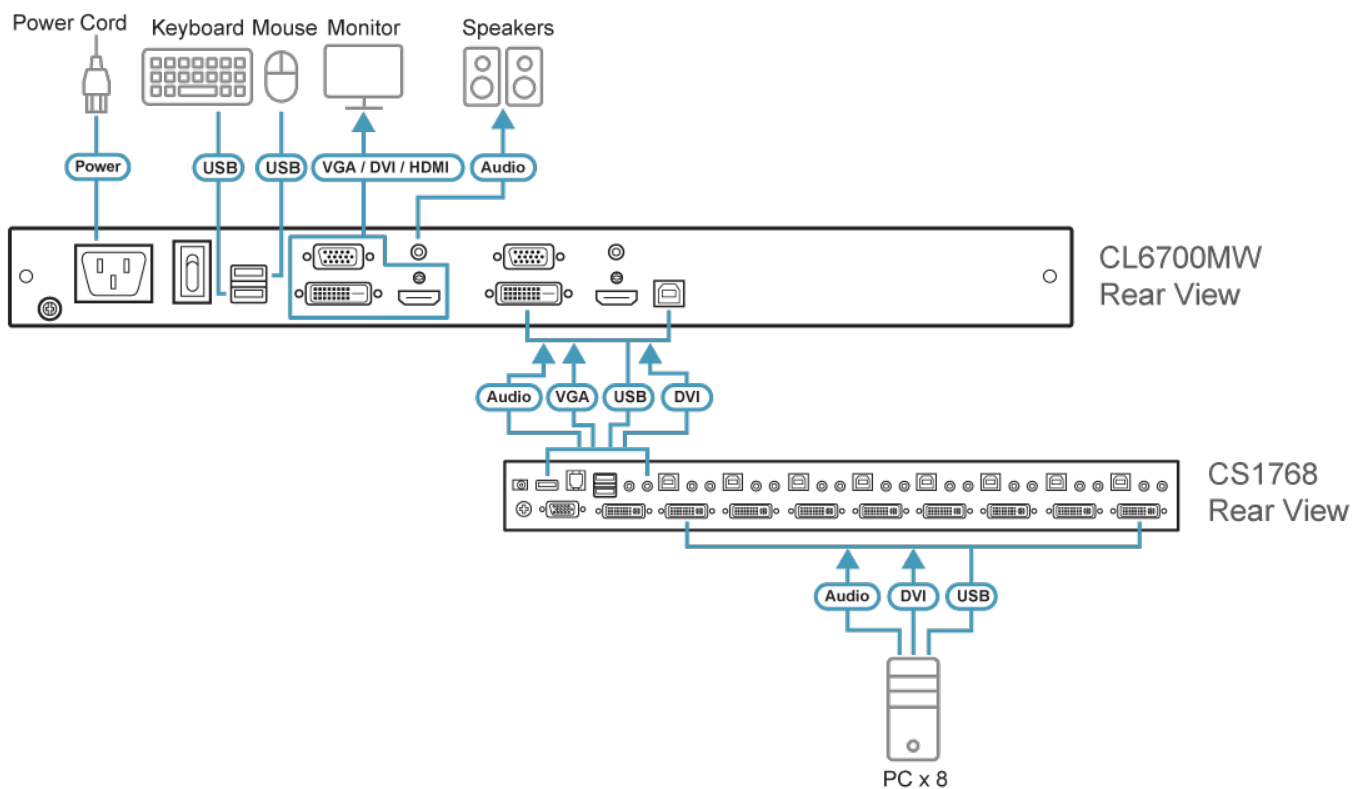 Power Cord
Keyboard Mouse Monitor
Speakers
Power
USB
USB
VGA / DVI / HDMI
Audio
CL6700MW
Rear View
Audio
VGA
USB
DVI
CS1768
Rear View
Audio
DVI
USB
PC x 8